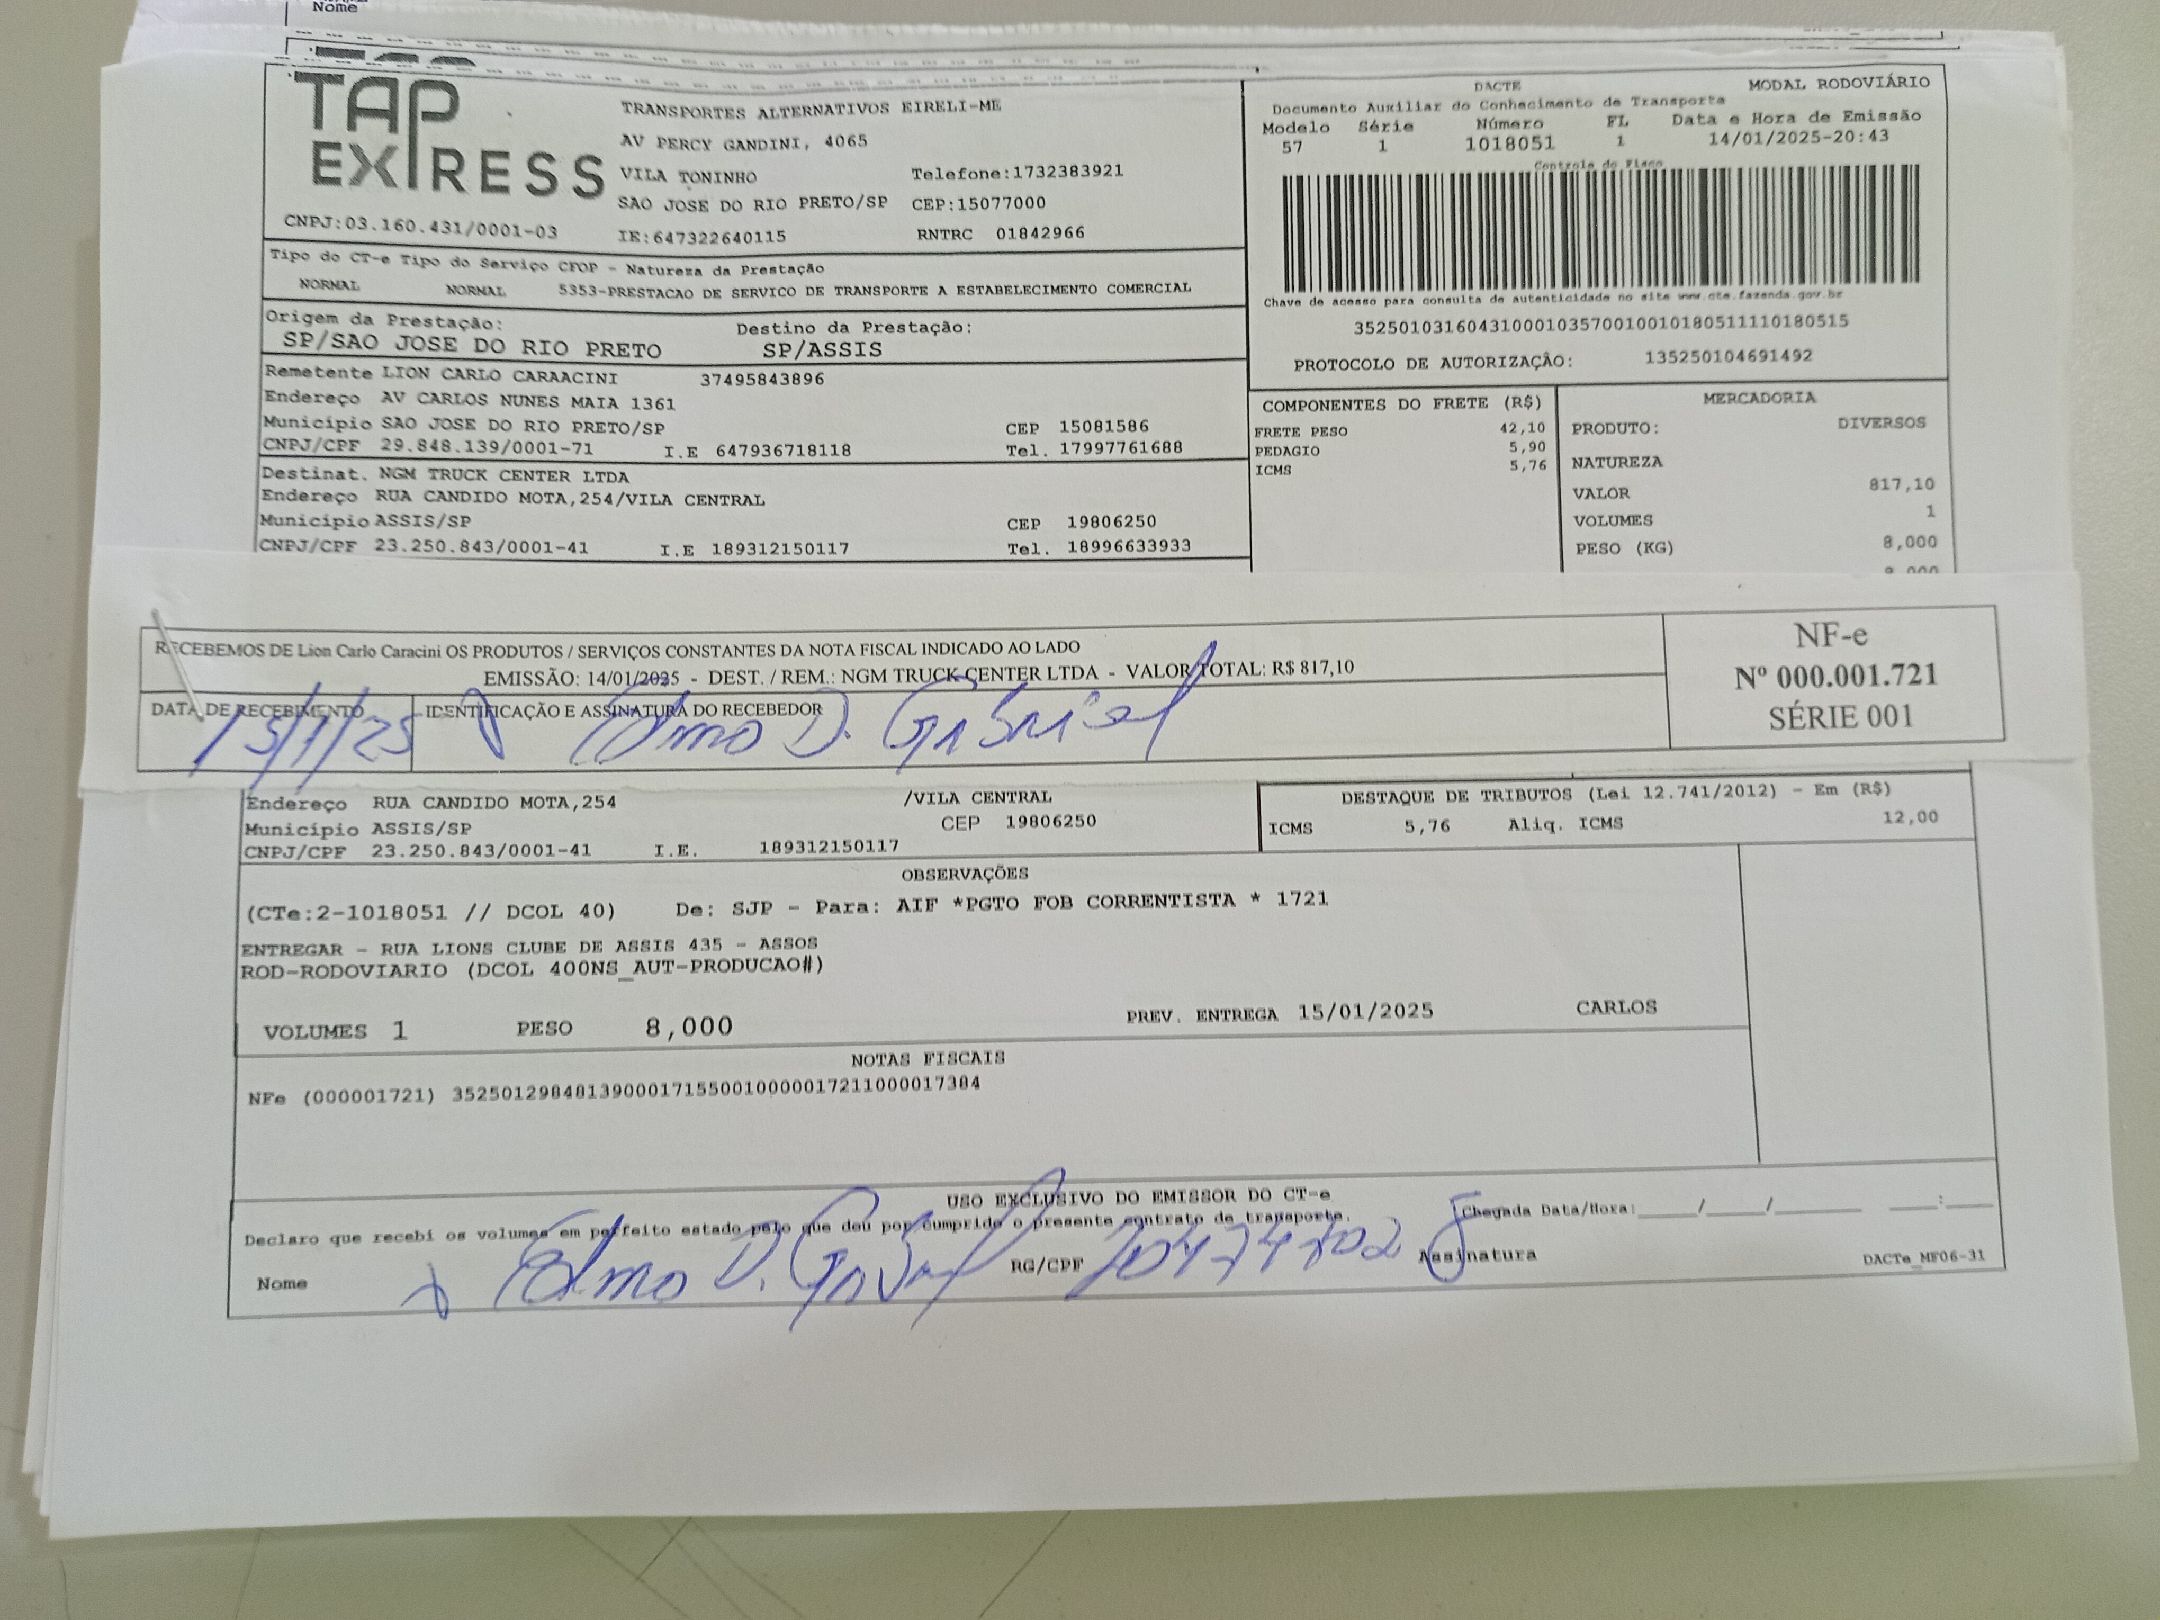 Nome
TAP EXPRESS
TRANSPORTES ALTERNATIVOS EIRELI-ME
AV PERCY GANDINI, 4065
VILA TONINHO Telefone:1732383921
SAO JOSE DO RIO PRETO/SP CEP:15077000
CNPJ:03.160.431/0001-03 IE:647322640115 RNTRC 01842966
DACTE MODAL RODOVIÁRIO
Documento Auxiliar do Conhecimento de Transporte
Modelo Série Número FL Data e Hora de Emissão
57 1 1018051 1 14/01/2025-20:43
Controle do Fisco
Chave de acesso para consulta de autenticidade no site www.cte.fazenda.gov.br
35250103160431000103570010010180511110180515
PROTOCOLO DE AUTORIZAÇÃO: 135250104691492
Tipo do CT-e Tipo do Serviço CFOP - Natureza da Prestação
NORMAL NORMAL 5353-PRESTACAO DE SERVICO DE TRANSPORTE A ESTABELECIMENTO COMERCIAL
Origem da Prestação: Destino da Prestação:
SP/SAO JOSE DO RIO PRETO SP/ASSIS
Remetente LION CARLO CARAACINI 37495843896
Endereço AV CARLOS NUNES MAIA 1361
Município SAO JOSE DO RIO PRETO/SP CEP 15081586
CNPJ/CPF 29.848.139/0001-71 I.E 647936718118 Tel. 17997761688
Destinat. NGM TRUCK CENTER LTDA
Endereço RUA CANDIDO MOTA,254/VILA CENTRAL
Município ASSIS/SP CEP 19806250
CNPJ/CPF 23.250.843/0001-41 I.E 189312150117 Tel. 18996633933
COMPONENTES DO FRETE (R$)
FRETE PESO 42,10
PEDAGIO 5,90
ICMS 5,76
MERCADORIA
PRODUTO: DIVERSOS
NATUREZA
VALOR 817,10
VOLUMES 1
PESO (KG) 8,000
RECEBEMOS DE Lion Carlo Caracini OS PRODUTOS / SERVIÇOS CONSTANTES DA NOTA FISCAL INDICADO AO LADO
EMISSÃO: 14/01/2025 - DEST. / REM.: NGM TRUCK CENTER LTDA - VALOR TOTAL: R$ 817,10
DATA DE RECEBIMENTO IDENTIFICAÇÃO E ASSINATURA DO RECEBEDOR
15/1/25 Elmo D. Gabriel
NF-e
Nº 000.001.721
SÉRIE 001
Endereço RUA CANDIDO MOTA,254 /VILA CENTRAL
Município ASSIS/SP CEP 19806250
CNPJ/CPF 23.250.843/0001-41 I.E. 189312150117
DESTAQUE DE TRIBUTOS (Lei 12.741/2012) - Em (R$)
ICMS 5,76 Aliq. ICMS 12,00
OBSERVAÇÕES
(CTe:2-1018051 // DCOL 40) De: SJP - Para: AIF *PGTO FOB CORRENTISTA * 1721
ENTREGAR - RUA LIONS CLUBE DE ASSIS 435 - ASSOS
ROD-RODOVIARIO (DCOL 400NS_AUT-PRODUCAO#)
VOLUMES 1 PESO 8,000 PREV. ENTREGA 15/01/2025 CARLOS
NOTAS FISCAIS
NFe (000001721) 35250129848139000171550010000017211000017384
USO EXCLUSIVO DO EMISSOR DO CT-e
Declaro que recebi os volumes em perfeito estado pelo que dou por cumprido o presente contrato de transporte. Chegada Data/Hora:_____/_____/_______ ___:____
Nome Elmo D. Gabriel RG/CPF Assinatura
DACTe_MF06-31